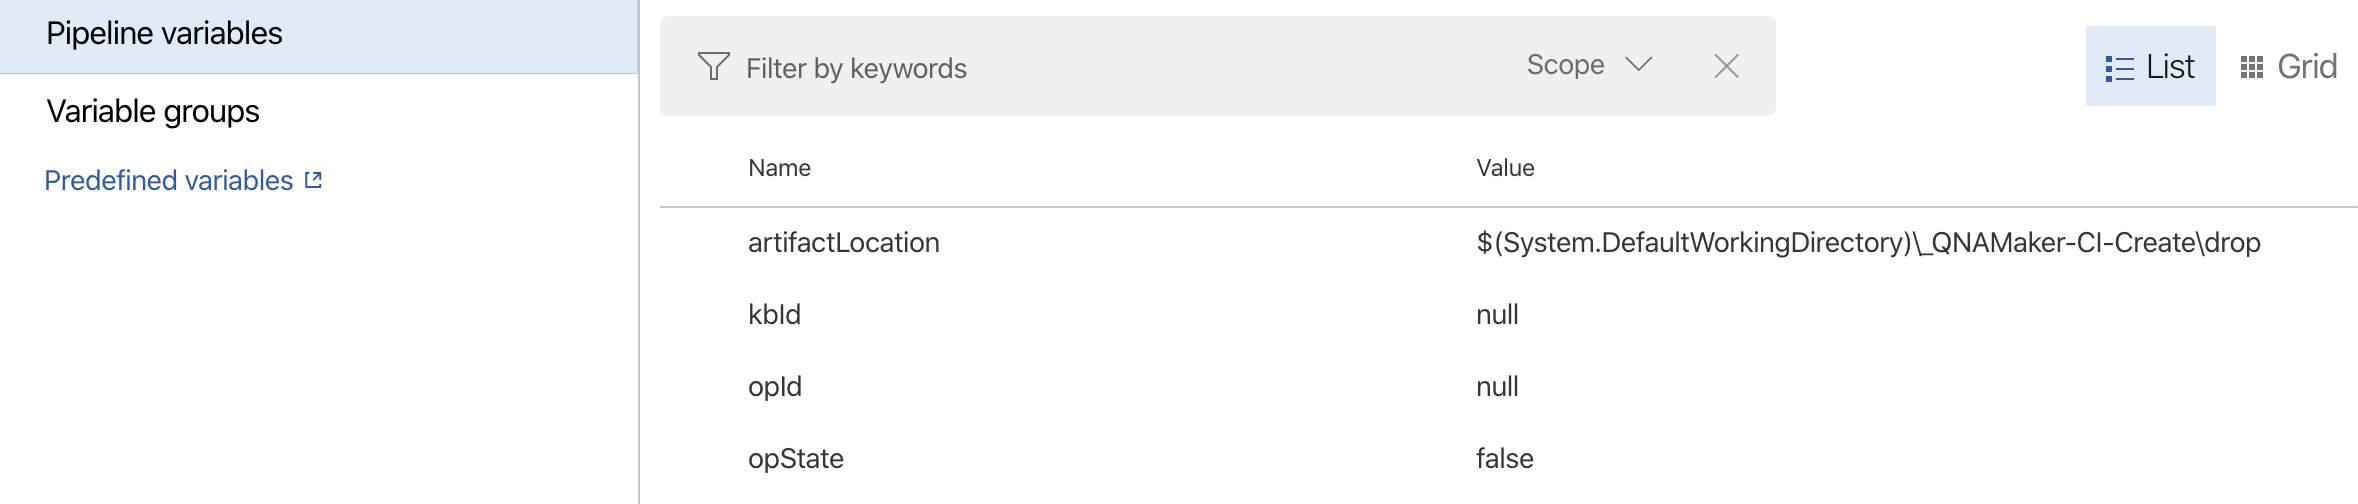 Pipeline variables
Variable groups
Predefined variables
Filter by keywords
Scope
List
Grid
Name Value
artifactLocation $(System.DefaultWorkingDirectory)\_QNAMaker-CI-Create\drop
kbId null
opId null
opState false